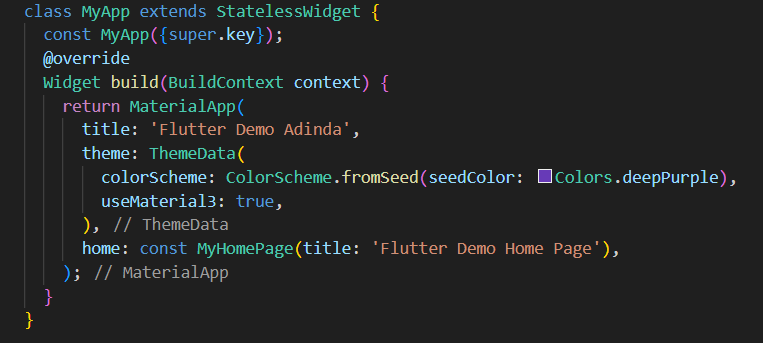 class MyApp extends StatelessWidget {
const MyApp({super.key});
@override
Widget build(BuildContext context) {
return MaterialApp(
title: 'Flutter Demo Adinda',
theme: ThemeData(
colorScheme: ColorScheme.fromSeed(seedColor: Colors.deepPurple),
useMaterial3: true,
), // ThemeData
home: const MyHomePage(title: 'Flutter Demo Home Page'),
); // MaterialApp
}
}